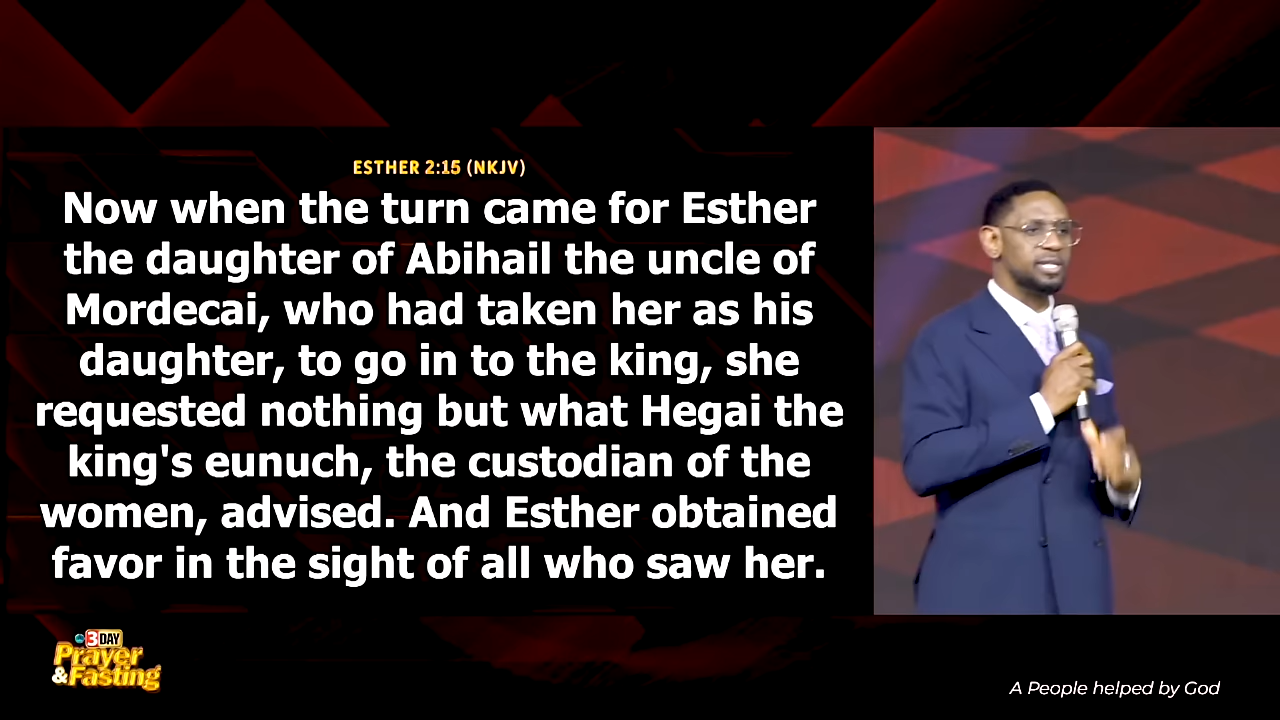 ESTHER 2:15 (NKJV)
Now when the turn came for Esther
the daughter of Abihail the uncle of
Mordecai, who had taken her as his
daughter, to go in to the king, she
requested nothing but what Hegai the
king's eunuch, the custodian of the
women, advised. And Esther obtained
favor in the sight of all who saw her.
3 DAY
Prayer
&Fasting
A People helped by God